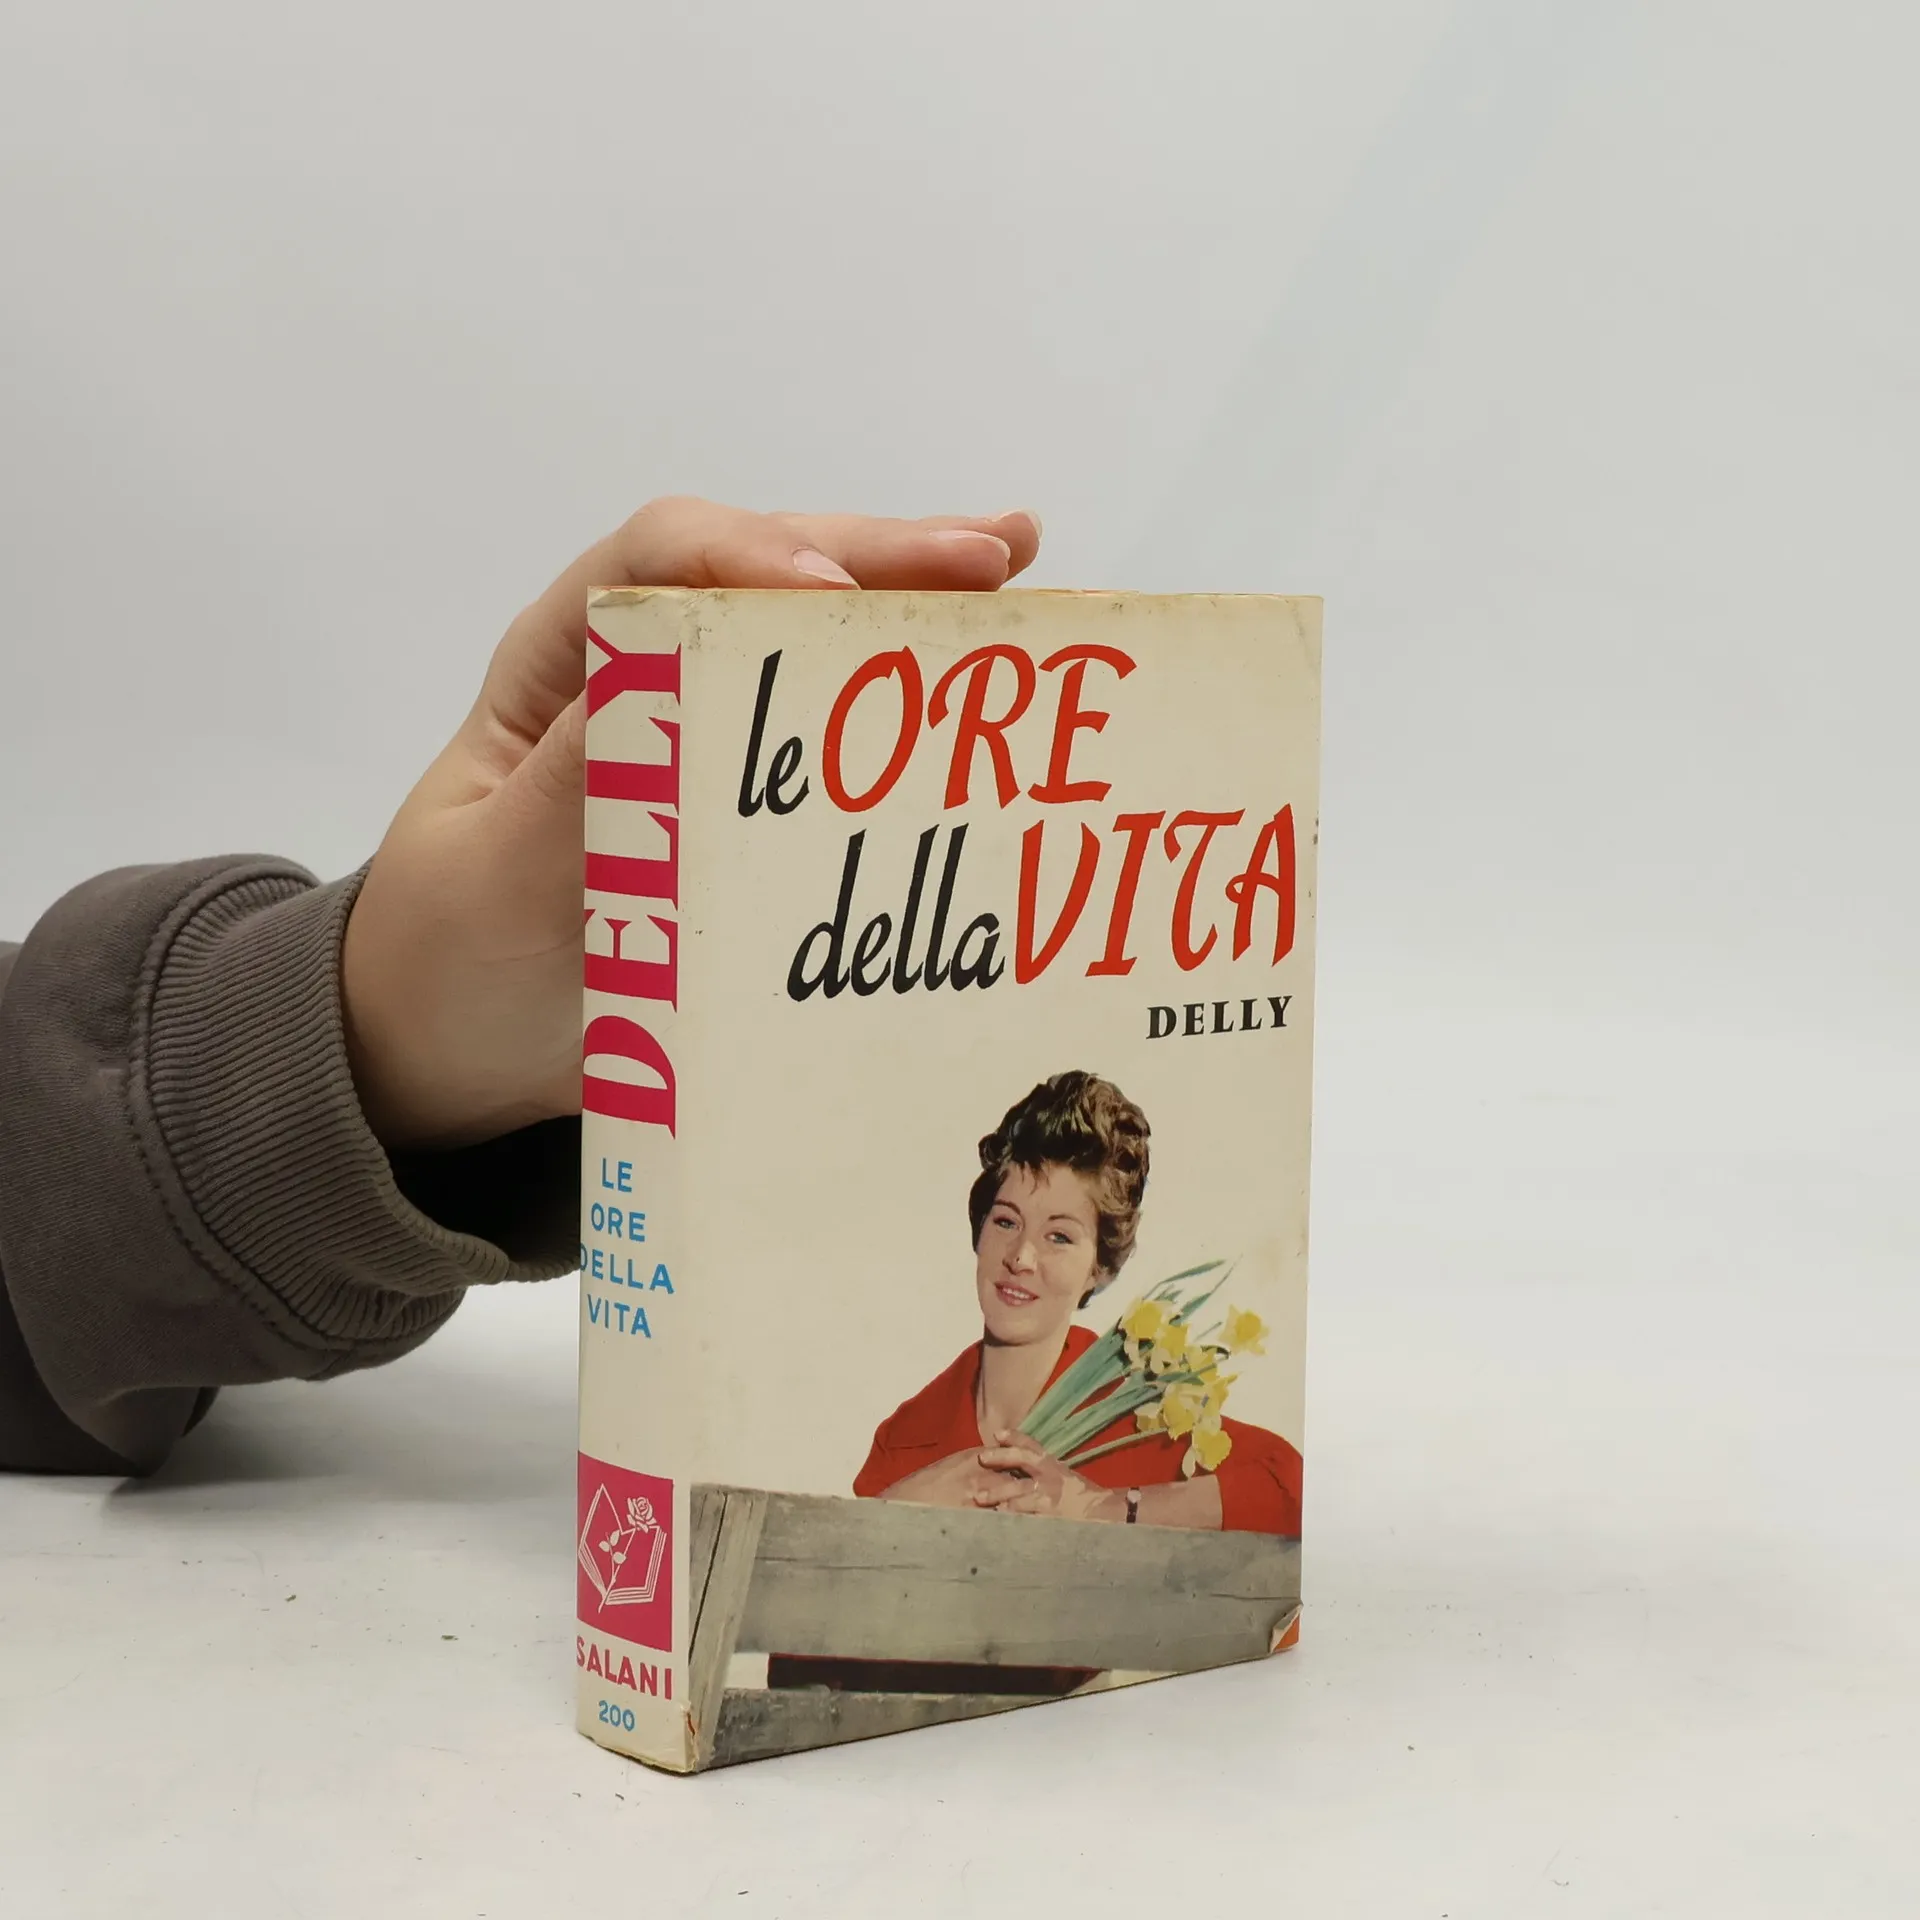 DELLY
LE
ORE
DELLA
VITA
SALANI
200
le ORE
della VITA
DELLY